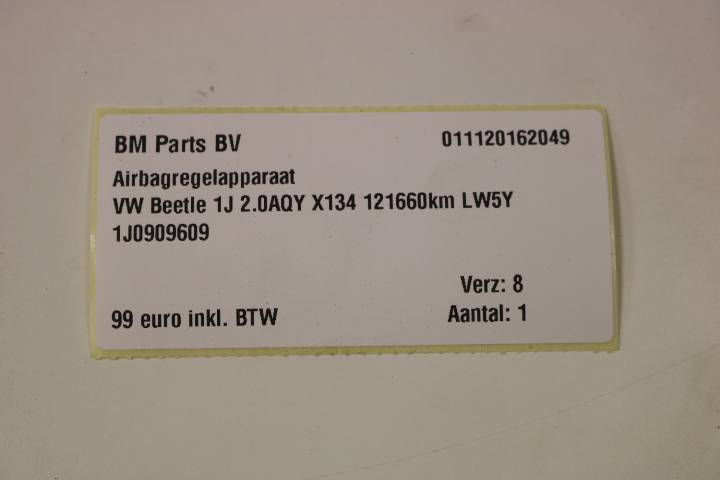 BM Parts BV 011120162049
Airbagregelapparaat
VW Beetle 1J 2.0AQY X134 121660km LW5Y
1J0909609
Verz: 8
99 euro inkl. BTW Aantal: 1